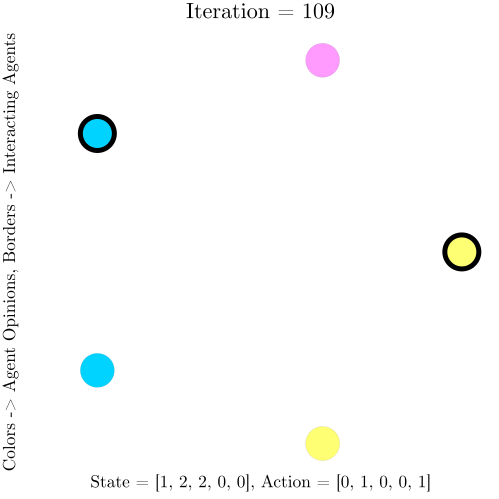 Iteration = 109
Colors -> Agent Opinions, Borders -> Interacting Agents
State = [1, 2, 2, 0, 0], Action = [0, 1, 0, 0, 1]